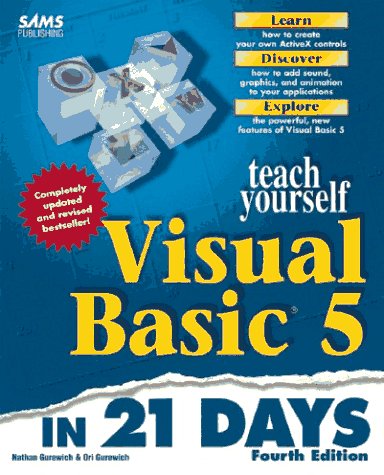 SAMS
PUBLISHING
Learn
how to create
your own ActiveX controls
Discover
how to add sound,
graphics, and animation
to your applications
Explore
the powerful, new
features of Visual Basic 5
teach
yourself
Completely
updated
and revised
bestseller!
Visual
Basic® 5
IN 21 DAYS
Fourth Edition
Nathan Gurewich & Ori Gurewich